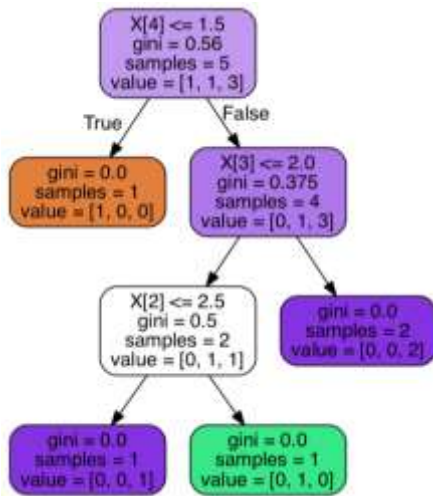 X[4] <= 1.5
gini = 0.56
samples = 5
value = [1, 1, 3]
True
False
gini = 0.0
samples = 1
value = [1, 0, 0]
X[3] <= 2.0
gini = 0.375
samples = 4
value = [0, 1, 3]
X[2] <= 2.5
gini = 0.5
samples = 2
value = [0, 1, 1]
gini = 0.0
samples = 2
value = [0, 0, 2]
gini = 0.0
samples = 1
value = [0, 0, 1]
gini = 0.0
samples = 1
value = [0, 1, 0]